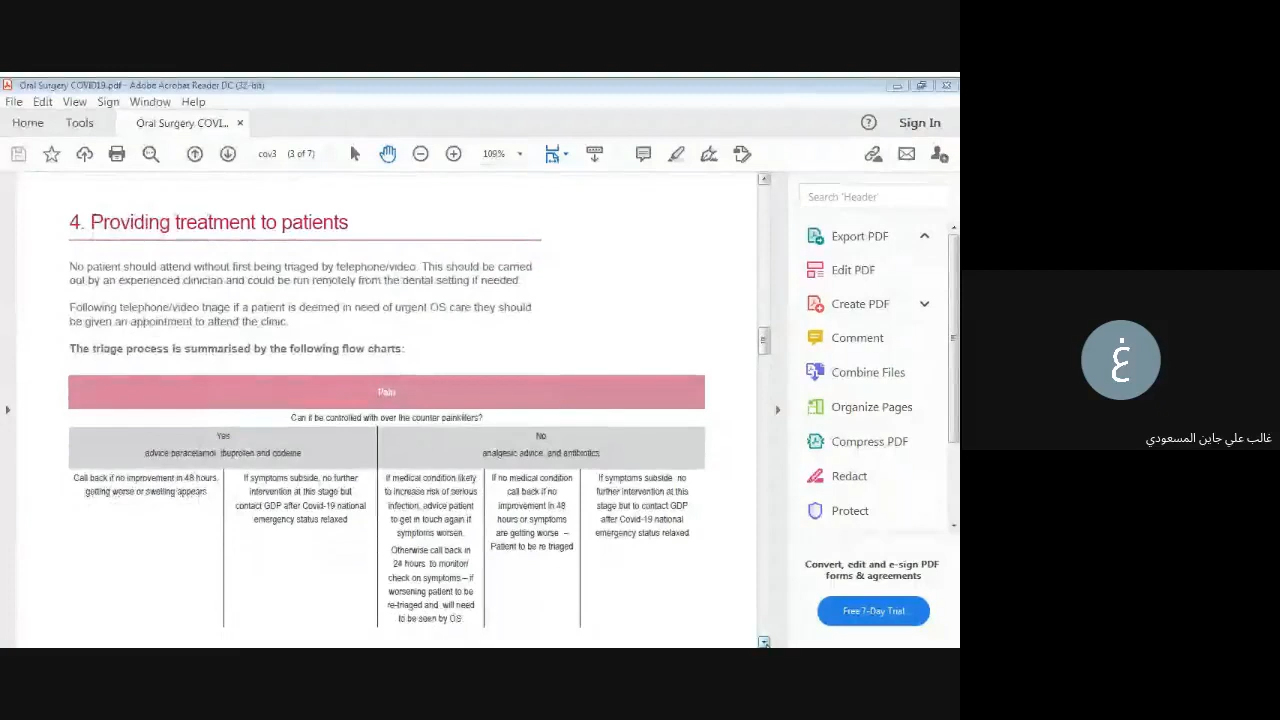 Oral Surgery COVID19.pdf - Adobe Acrobat Reader DC (32-bit)
File Edit View Sign Window Help
Home Tools Oral Surgery COVI... × Sign In
cov3 (3 of 7) 109%
4. Providing treatment to patients
No patient should attend without first being triaged by telephone/video. This should be carried
out by an experienced clinician and could be run remotely from the dental setting if needed
Following telephone/video triage if a patient is deemed in need of urgent OS care they should
be given an appointment to attend the clinic.
The triage process is summarised by the following flow charts:
Pain
Can it be controlled with over the counter painkillers?
Yes
advice paracetamol ibuprofen and codeine
No
analgesic advice, and antibiotics
Call back if no improvement in 48 hours,
getting worse or swelling appears
If symptoms subside, no further
intervention at this stage but
contact GDP after Covid-19 national
emergency status relaxed
If medical condition likely
to increase risk of serious
infection, advice patient
to get in touch again if
symptoms worsen.
Otherwise call back in
24 hours to monitor/
check on symptoms – if
worsening patient to be
re-triaged and will need
to be seen by OS
If no medical condition
call back if no
improvement in 48
hours or symptoms
are getting worse –
Patient to be re triaged
If symptoms subside no
further intervention at this
stage but to contact GDP
after Covid-19 national
emergency status relaxed
Search 'Header'
Export PDF
Edit PDF
Create PDF
Comment
Combine Files
Organize Pages
Compress PDF
Redact
Protect
Convert, edit and e-sign PDF
forms & agreements
Free 7-Day Trial
غ
غالب علي جاين المسعودي